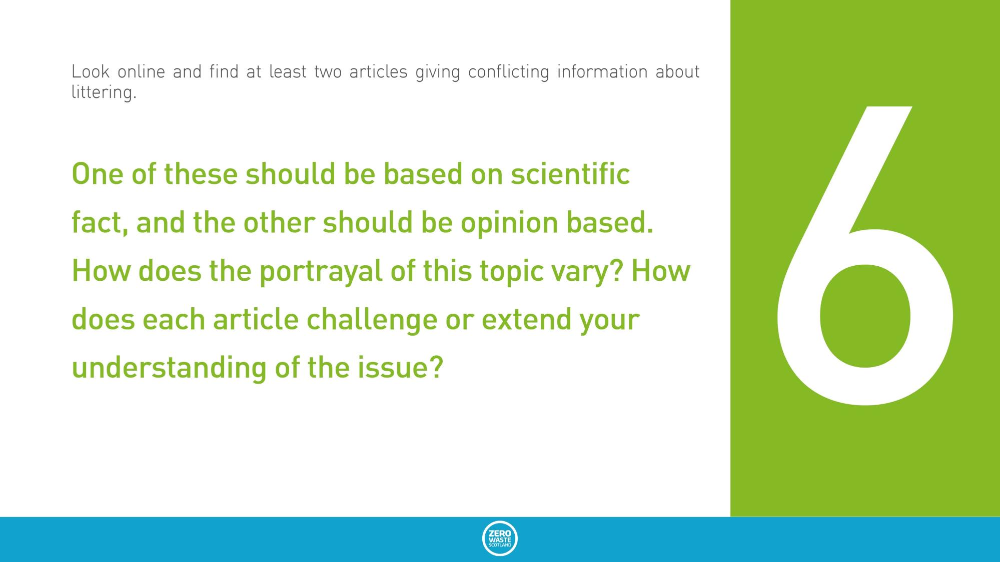 Look online and find at least two articles giving conflicting information about
littering.
One of these should be based on scientific
fact, and the other should be opinion based.
How does the portrayal of this topic vary? How
does each article challenge or extend your
understanding of the issue?
6
ZERO
WASTE
SCOTLAND